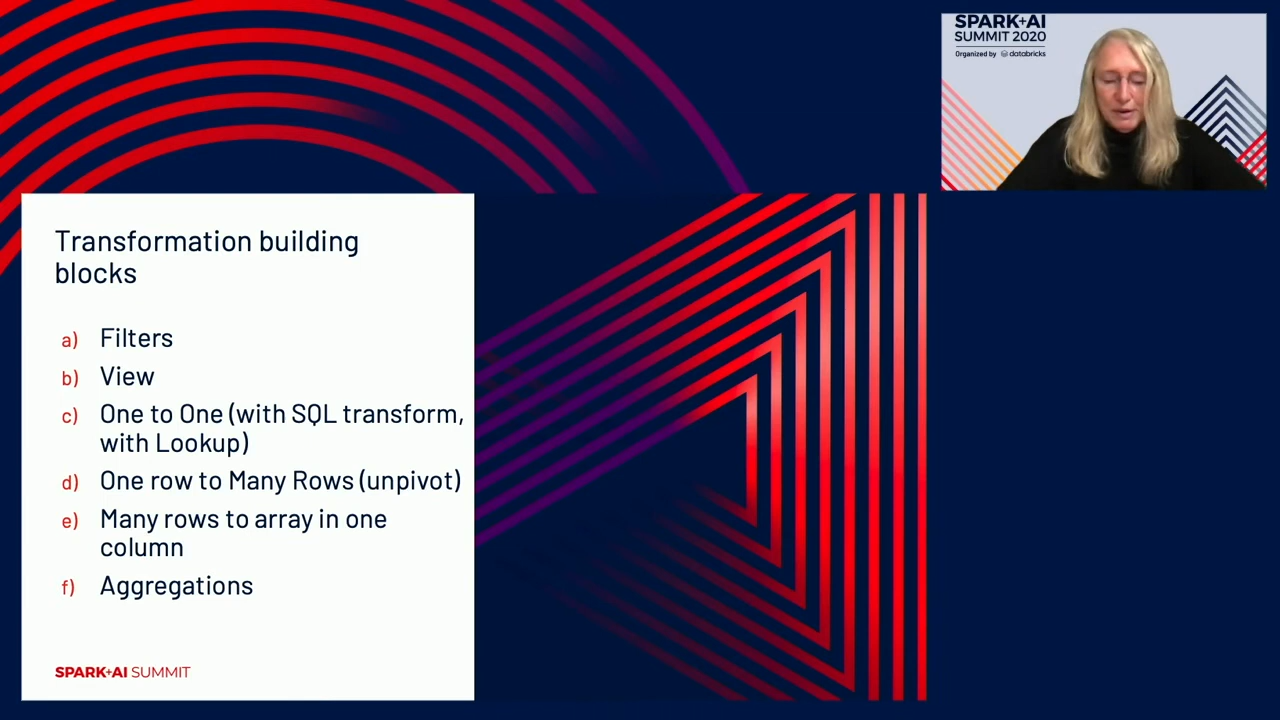 SPARK+AI
SUMMIT 2020
Organized by databricks
Transformation building
blocks
a) Filters
b) View
c) One to One (with SQL transform,
with Lookup)
d) One row to Many Rows (unpivot)
e) Many rows to array in one
column
f) Aggregations
SPARK+AI SUMMIT